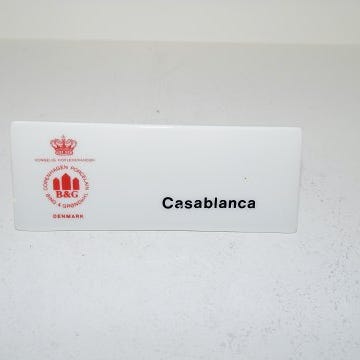 KONGELIG HOFLEVERANDØR
COPENHAGEN PORCELAIN
B&G
BING & GRØNDAHL
DENMARK
Casablanca